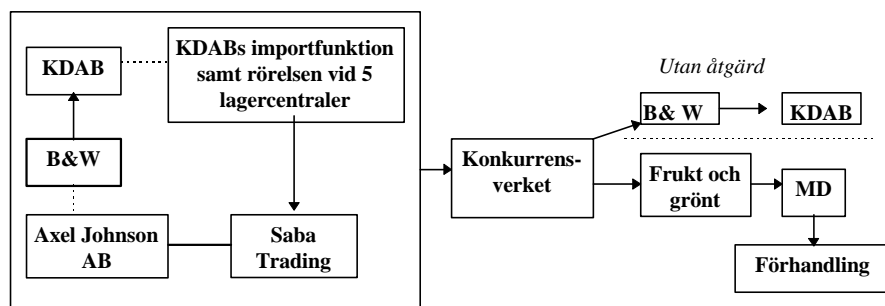 KDAB
KDABs importfunktion
samt rörelsen vid 5
lagercentraler
B&W
Axel Johnson
AB
Saba
Trading
Konkurrens-
verket
Utan åtgärd
B& W
KDAB
Frukt och
grönt
MD
Förhandling